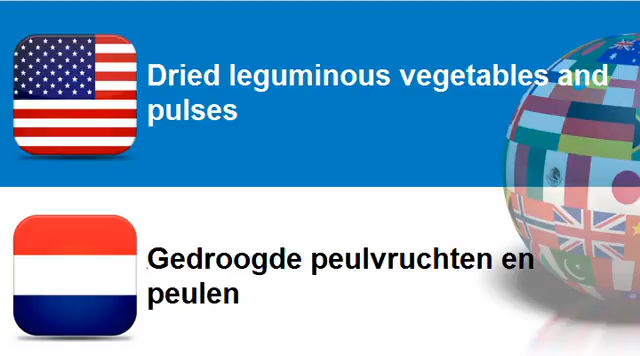 Dried leguminous vegetables and
pulses
Gedroogde peulvruchten en
peulen